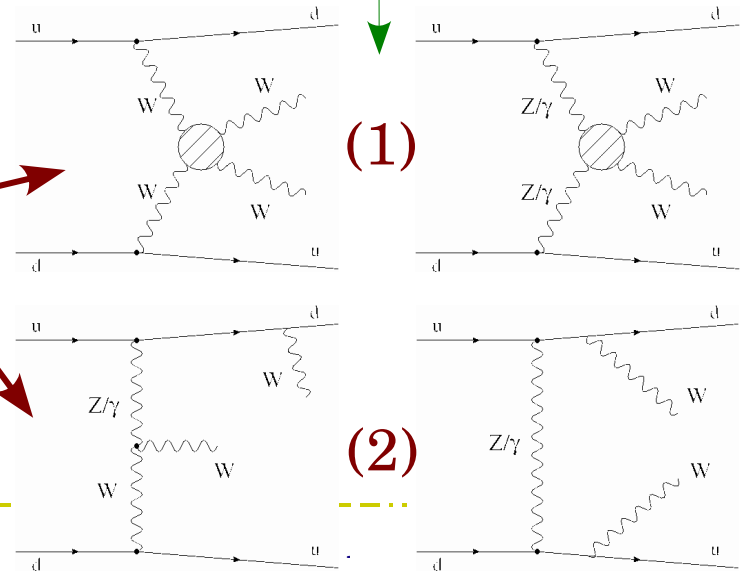 u d u d
W W Z/γ W
(1)
W W Z/γ W
d u d u
u d u d
W W
Z/γ Z/γ
(2)
W W W
d u d u